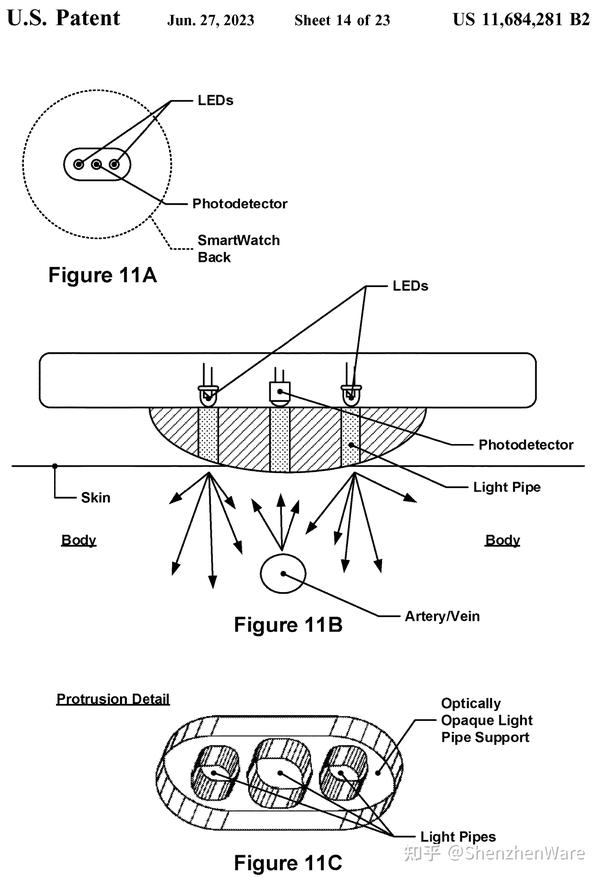 U.S. Patent Jun. 27, 2023 Sheet 14 of 23 US 11,684,281 B2
LEDs
Photodetector
SmartWatch
Back
Figure 11A
LEDs
Photodetector
Light Pipe
Skin
Body
Body
Artery/Vein
Figure 11B
Protrusion Detail
Optically
Opaque Light
Pipe Support
Light Pipes
知乎 @ShenzhenWare
Figure 11C